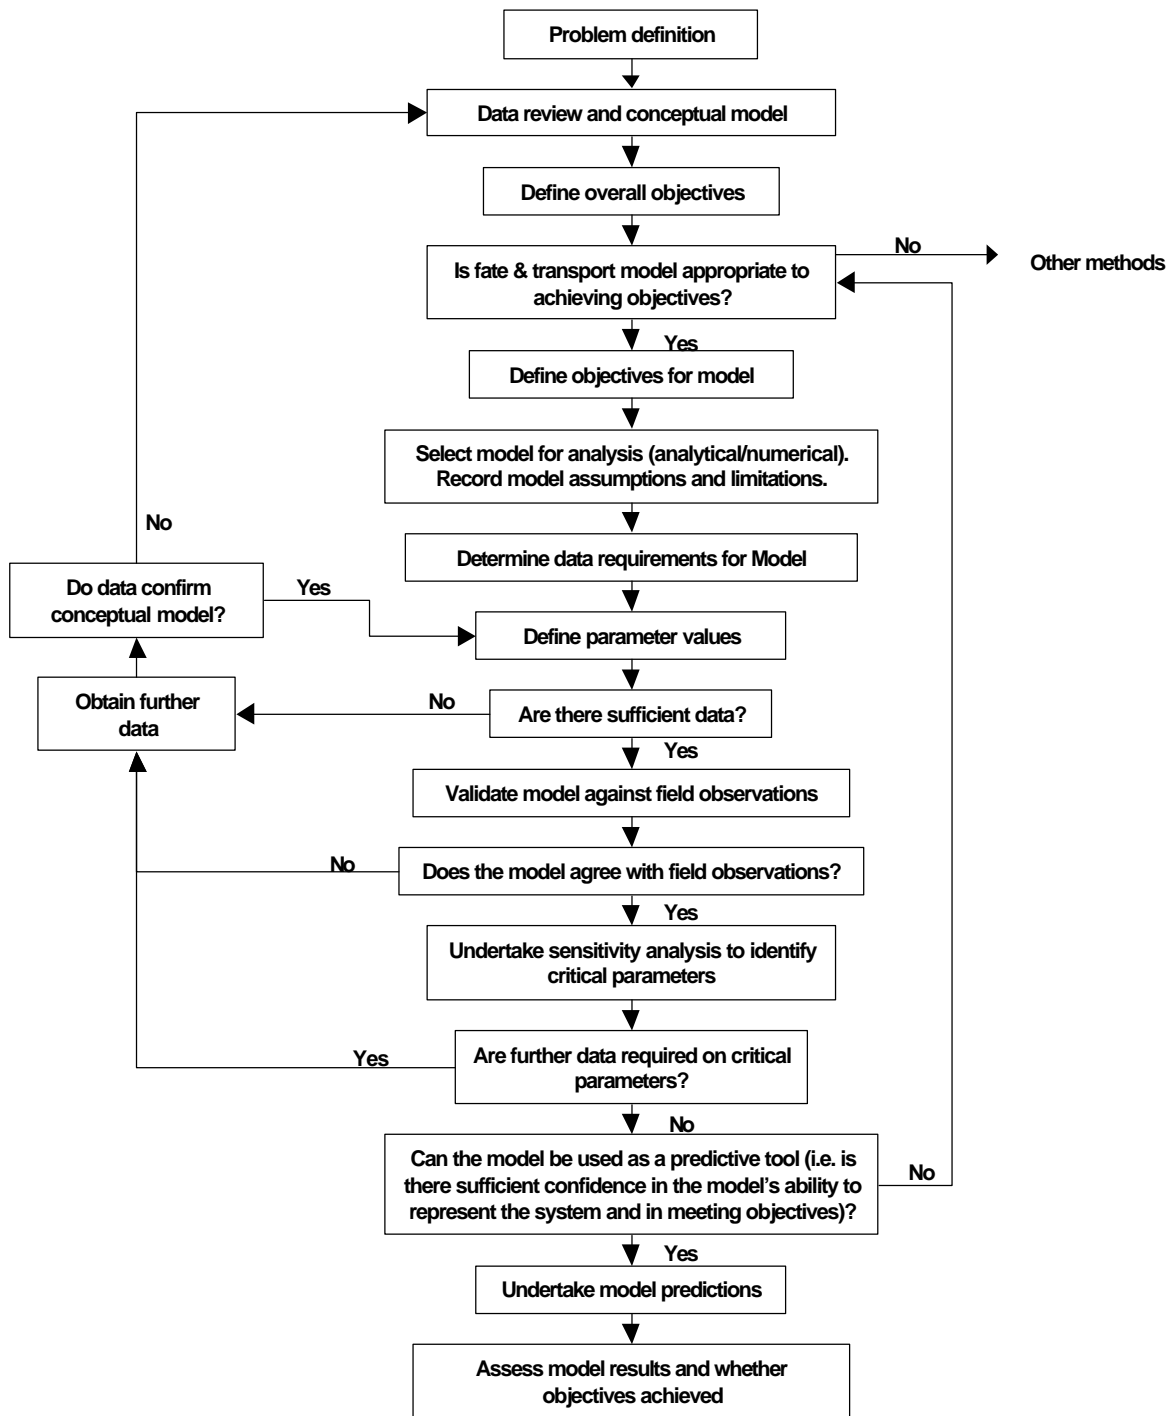 Problem definition
Data review and conceptual model
Define overall objectives
Is fate & transport model appropriate to
achieving objectives?
No
Other methods
Yes
Define objectives for model
Select model for analysis (analytical/numerical).
Record model assumptions and limitations.
No
Determine data requirements for Model
Do data confirm
conceptual model?
Yes
Define parameter values
Obtain further
data
No
Are there sufficient data?
Yes
Validate model against field observations
No
Does the model agree with field observations?
Yes
Undertake sensitivity analysis to identify
critical parameters
Yes
Are further data required on critical
parameters?
No
Can the model be used as a predictive tool (i.e. is
there sufficient confidence in the model’s ability to
represent the system and in meeting objectives)?
No
Yes
Undertake model predictions
Assess model results and whether
objectives achieved